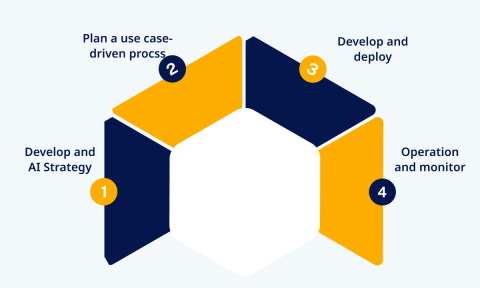 Plan a use case-
driven procss
2
3
Develop and
deploy
Develop and
AI Strategy
1
Operation
and monitor
4